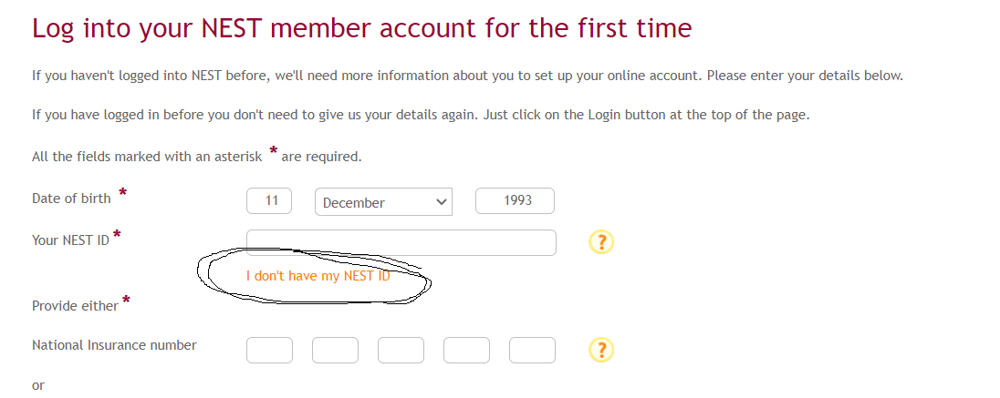 Log into your NEST member account for the first time
If you haven't logged into NEST before, we'll need more information about you to set up your online account. Please enter your details below.
If you have logged in before you don't need to give us your details again. Just click on the Login button at the top of the page.
All the fields marked with an asterisk * are required.
Date of birth * 11 December 1993
Your NEST ID * ?
I don't have my NEST ID
Provide either *
National Insurance number ?
or